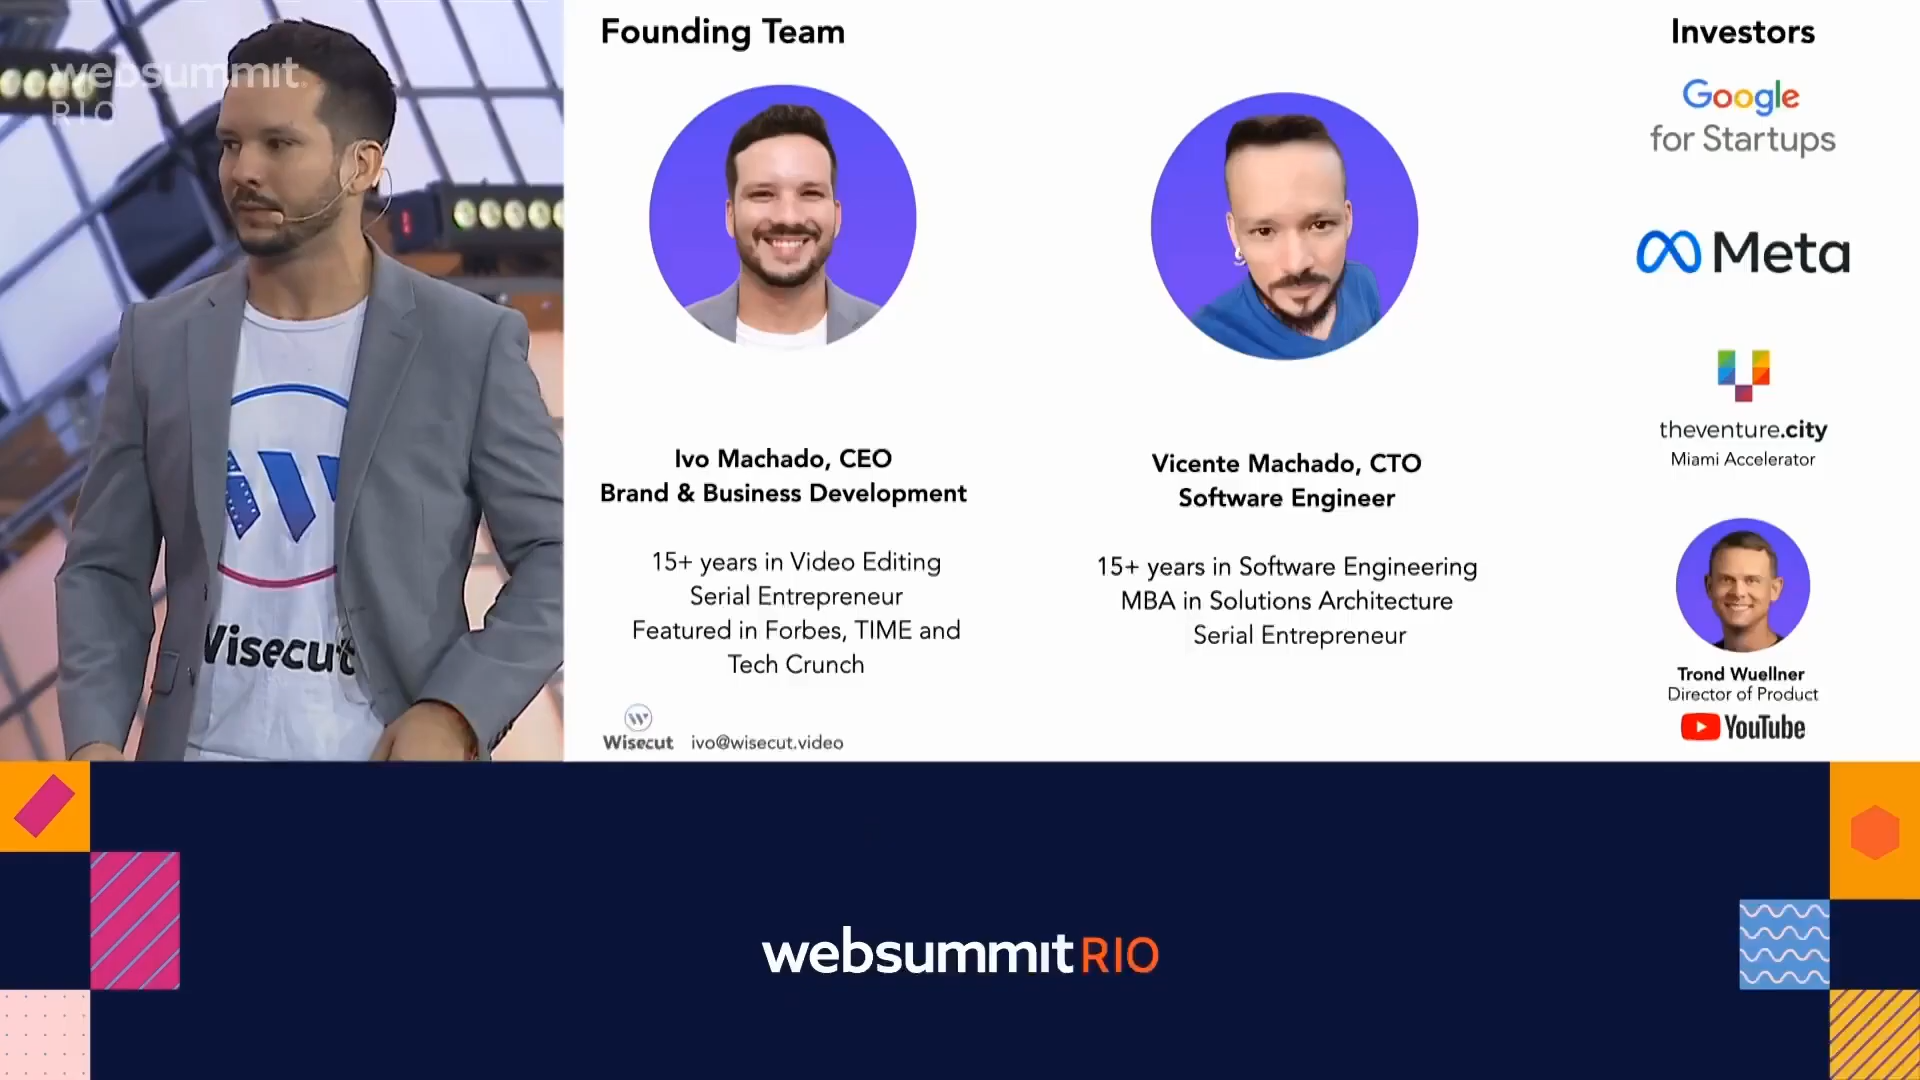 websummit
RIO
Wisecut
Founding Team
Ivo Machado, CEO
Brand & Business Development
15+ years in Video Editing
Serial Entrepreneur
Featured in Forbes, TIME and
Tech Crunch
Vicente Machado, CTO
Software Engineer
15+ years in Software Engineering
MBA in Solutions Architecture
Serial Entrepreneur
Investors
Google
for Startups
Meta
theventure.city
Miami Accelerator
Trond Wuellner
Director of Product
YouTube
Wisecut ivo@wisecut.video
websummit RIO